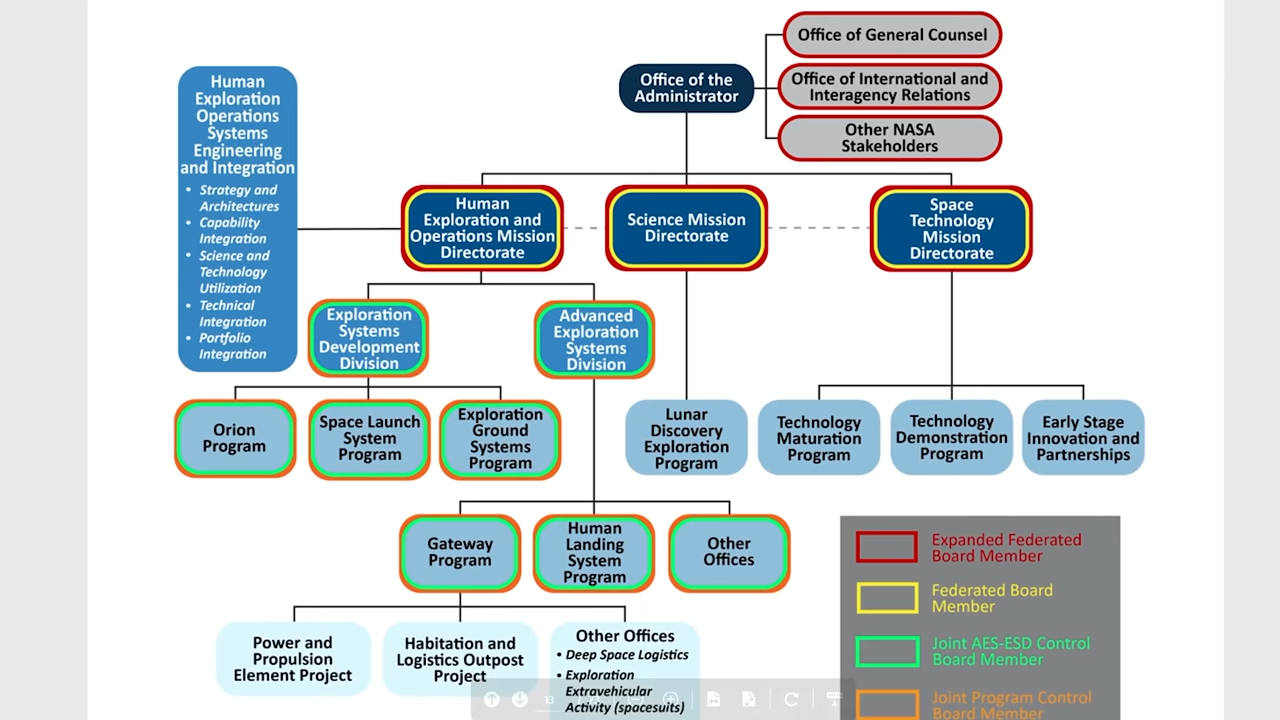 Office of General Counsel
Office of the
Administrator
Office of International and
Interagency Relations
Other NASA
Stakeholders
Human
Exploration
Operations
Systems
Engineering
and Integration
• Strategy and
Architectures
• Capability
Integration
• Science and
Technology
Utilization
• Technical
Integration
• Portfolio
Integration
Human
Exploration and
Operations Mission
Directorate
Science Mission
Directorate
Space
Technology
Mission
Directorate
Exploration
Systems
Development
Division
Advanced
Exploration
Systems
Division
Orion
Program
Space Launch
System
Program
Exploration
Ground
Systems
Program
Lunar
Discovery
Exploration
Program
Technology
Maturation
Program
Technology
Demonstration
Program
Early Stage
Innovation and
Partnerships
Gateway
Program
Human
Landing
System
Program
Other
Offices
Power and
Propulsion
Element Project
Habitation and
Logistics Outpost
Project
Other Offices
• Deep Space Logistics
• Exploration
Extravehicular
Activity (spacesuits)
Expanded Federated
Board Member
Federated Board
Member
Joint AES-ESD Control
Board Member
Joint Program Control
Board Member
13